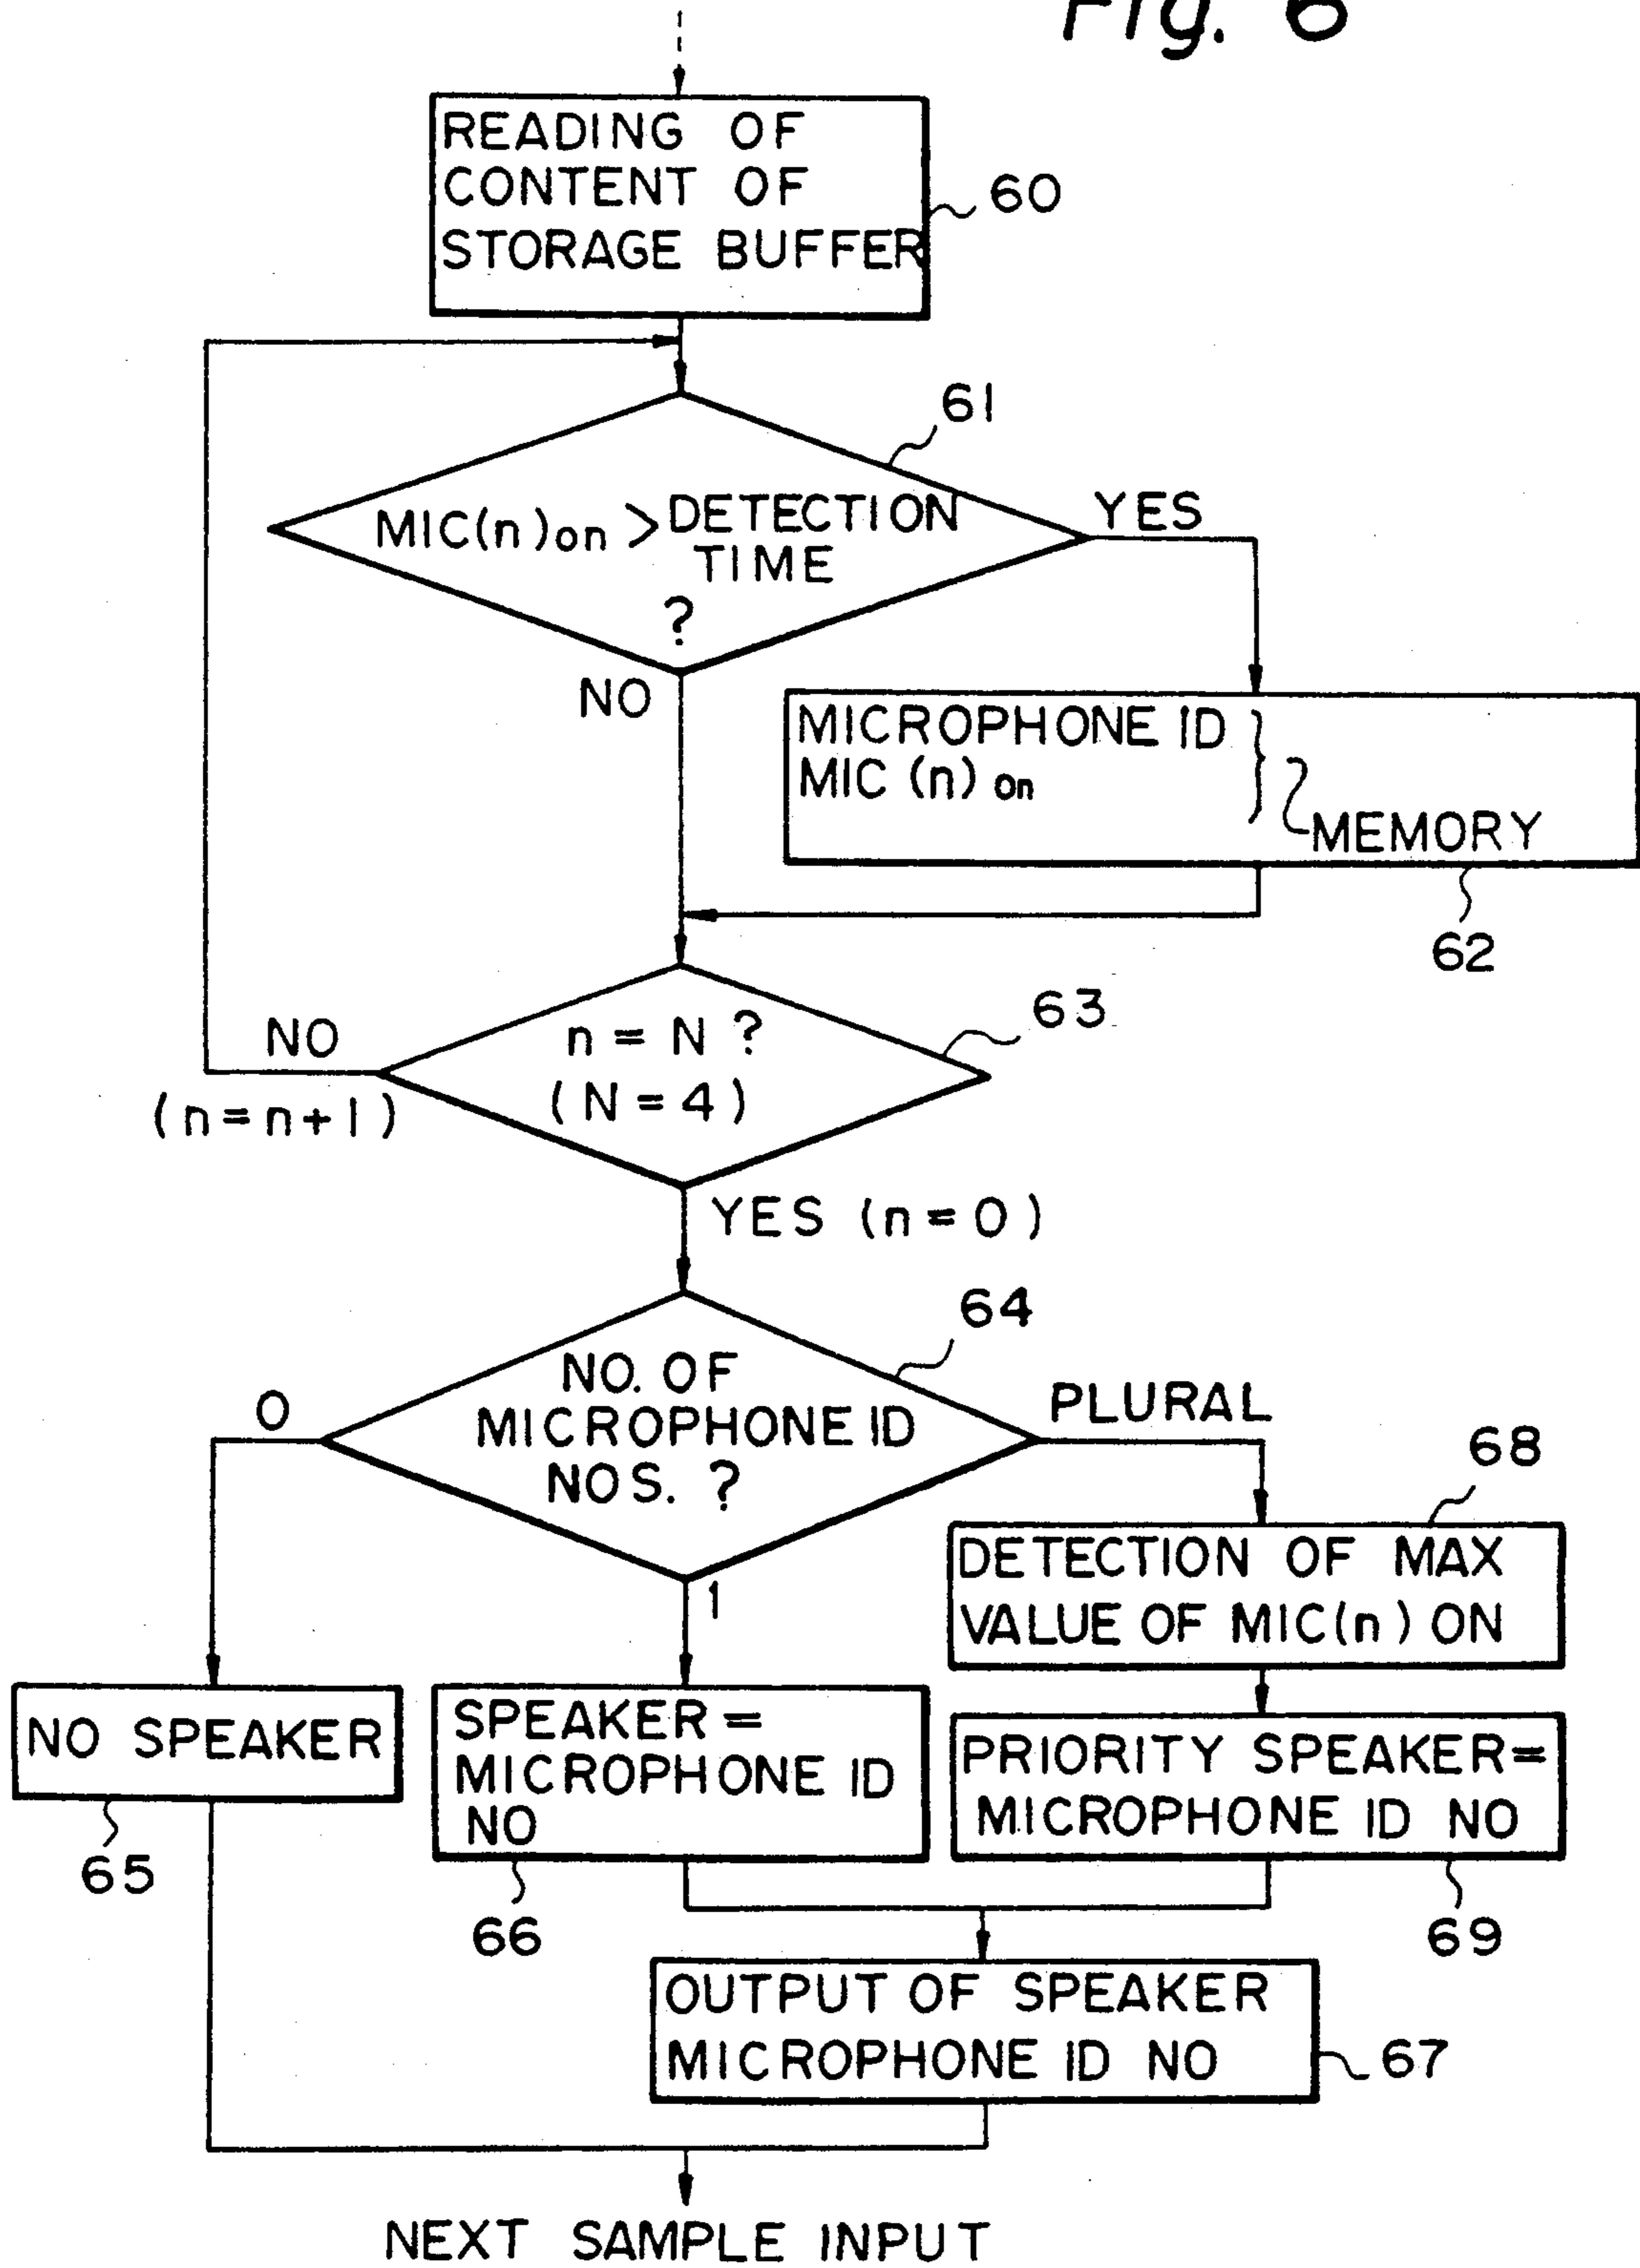 Fig. 6
READING OF
CONTENT OF
STORAGE BUFFER
60
61
MIC(n)on > DETECTION
TIME
?
YES
NO
MICROPHONE ID
MIC (n) on
MEMORY
62
63
n = N ?
(N = 4)
NO
(n = n + 1)
YES (n = 0)
64
NO. OF
MICROPHONE ID
NOS. ?
0
PLURAL
1
68
DETECTION OF MAX
VALUE OF MIC(n) ON
NO SPEAKER
65
SPEAKER =
MICROPHONE ID
NO
66
PRIORITY SPEAKER=
MICROPHONE ID NO
69
OUTPUT OF SPEAKER
MICROPHONE ID NO
67
NEXT SAMPLE INPUT